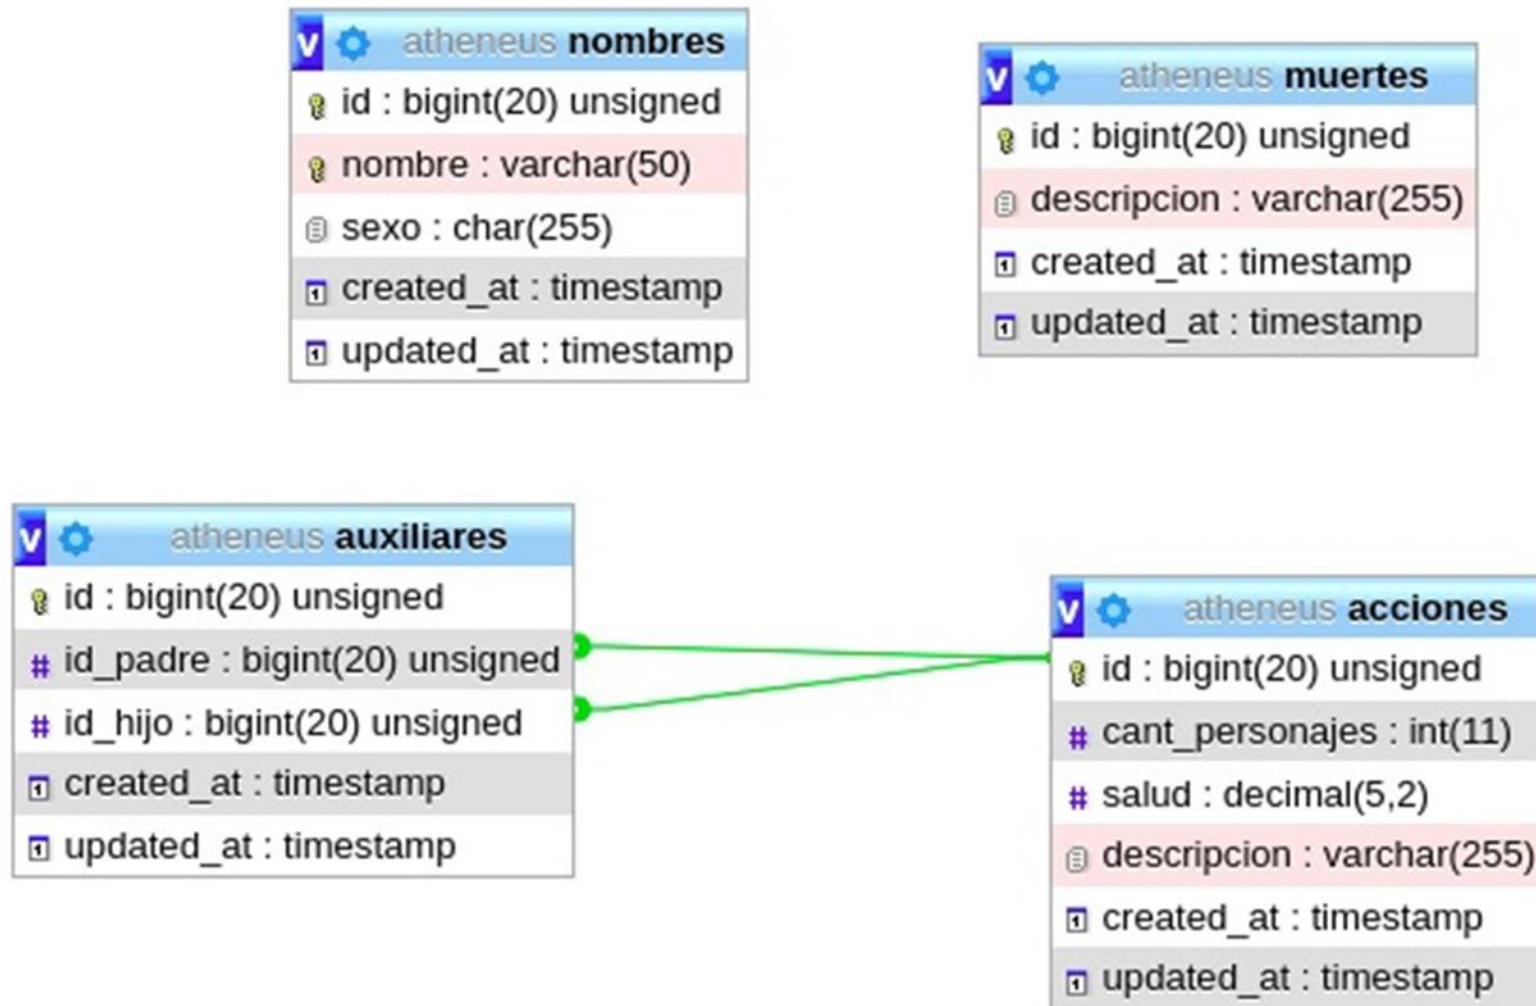 v atheneus nombres
id : bigint(20) unsigned
nombre : varchar(50)
sexo : char(255)
created_at : timestamp
updated_at : timestamp
v atheneus muertes
id : bigint(20) unsigned
descripcion : varchar(255)
created_at : timestamp
updated_at : timestamp
v atheneus auxiliares
id : bigint(20) unsigned
# id_padre : bigint(20) unsigned
# id_hijo : bigint(20) unsigned
created_at : timestamp
updated_at : timestamp
v atheneus acciones
id : bigint(20) unsigned
# cant_personajes : int(11)
# salud : decimal(5,2)
descripcion : varchar(255)
created_at : timestamp
updated_at : timestamp